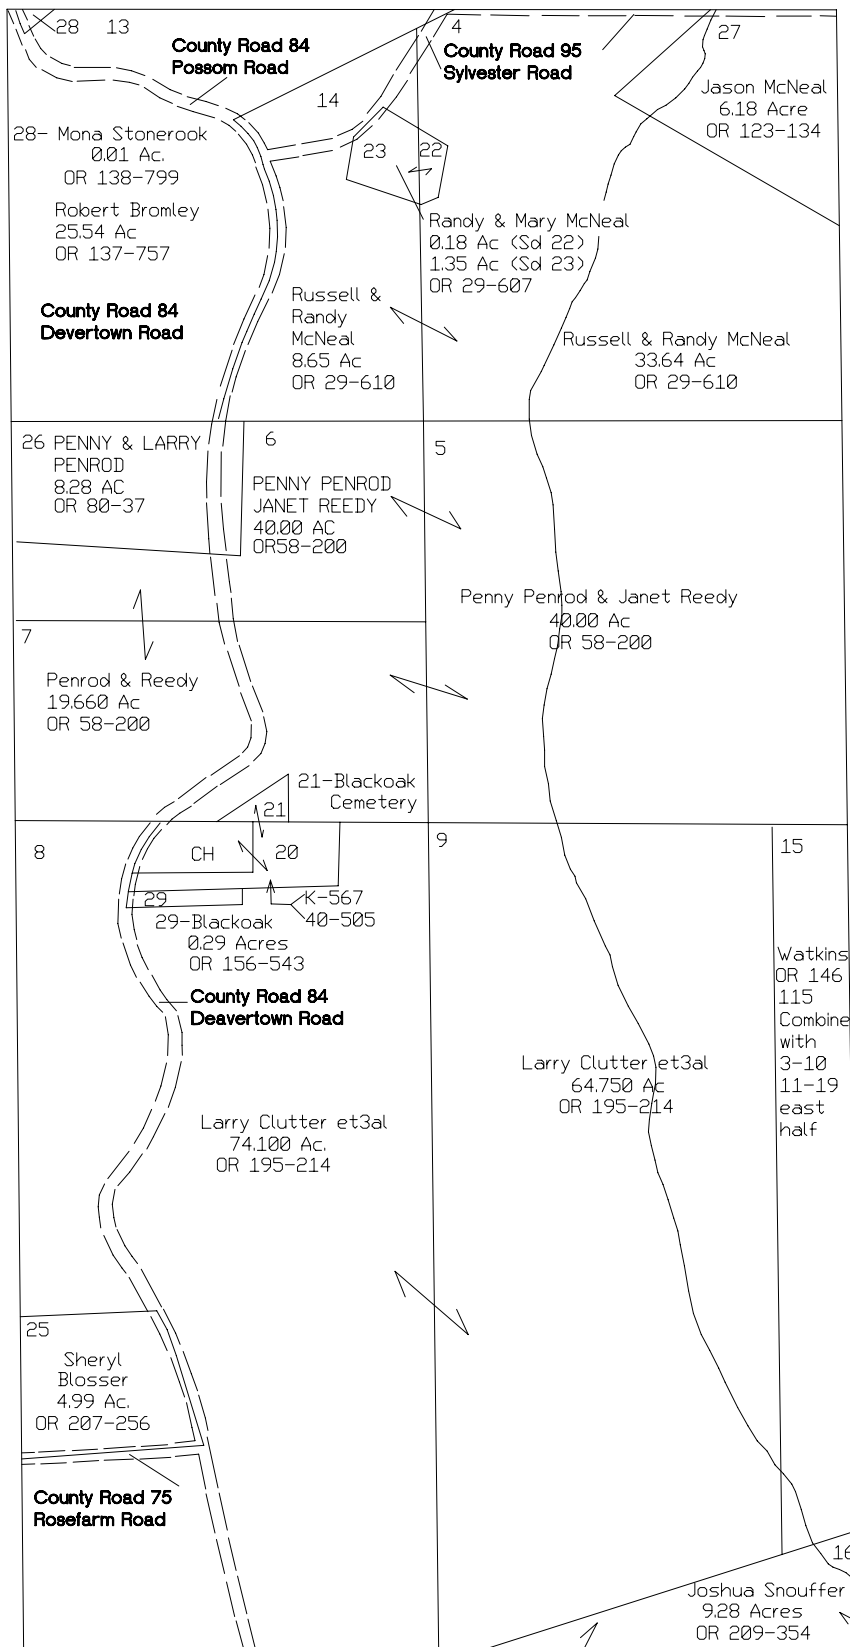 28
13
County Road 84
Possom Road
4
County Road 95
Sylvester Road
27
14
Jason McNeal
6.18 Acre
OR 123-134
28- Mona Stonerook
0.01 Ac.
OR 138-799
23
22
Robert Bromley
25.54 Ac
OR 137-757
Randy & Mary McNeal
0.18 Ac (Sd 22)
1.35 Ac (Sd 23)
OR 29-607
County Road 84
Devertown Road
Russell &
Randy
McNeal
8.65 Ac
OR 29-610
Russell & Randy McNeal
33.64 Ac
OR 29-610
26 PENNY & LARRY
PENROD
8.28 AC
OR 80-37
6
PENNY PENROD
JANET REEDY
40.00 AC
OR58-200
5
Penny Penrod & Janet Reedy
40.00 Ac
OR 58-200
7
Penrod & Reedy
19.660 Ac
OR 58-200
21-Blackoak
Cemetery
21
8
CH
20
9
15
29
K-567
40-505
29-Blackoak
0.29 Acres
OR 156-543
Watkins
OR 146
115
Combine
with
3-10
11-19
east
half
County Road 84
Deavertown Road
Larry Clutter et3al
64.750 Ac
OR 195-214
Larry Clutter et3al
74.100 Ac.
OR 195-214
25
Sheryl
Blosser
4.99 Ac.
OR 207-256
County Road 75
Rosefarm Road
16
Joshua Snouffer
9.28 Acres
OR 209-354